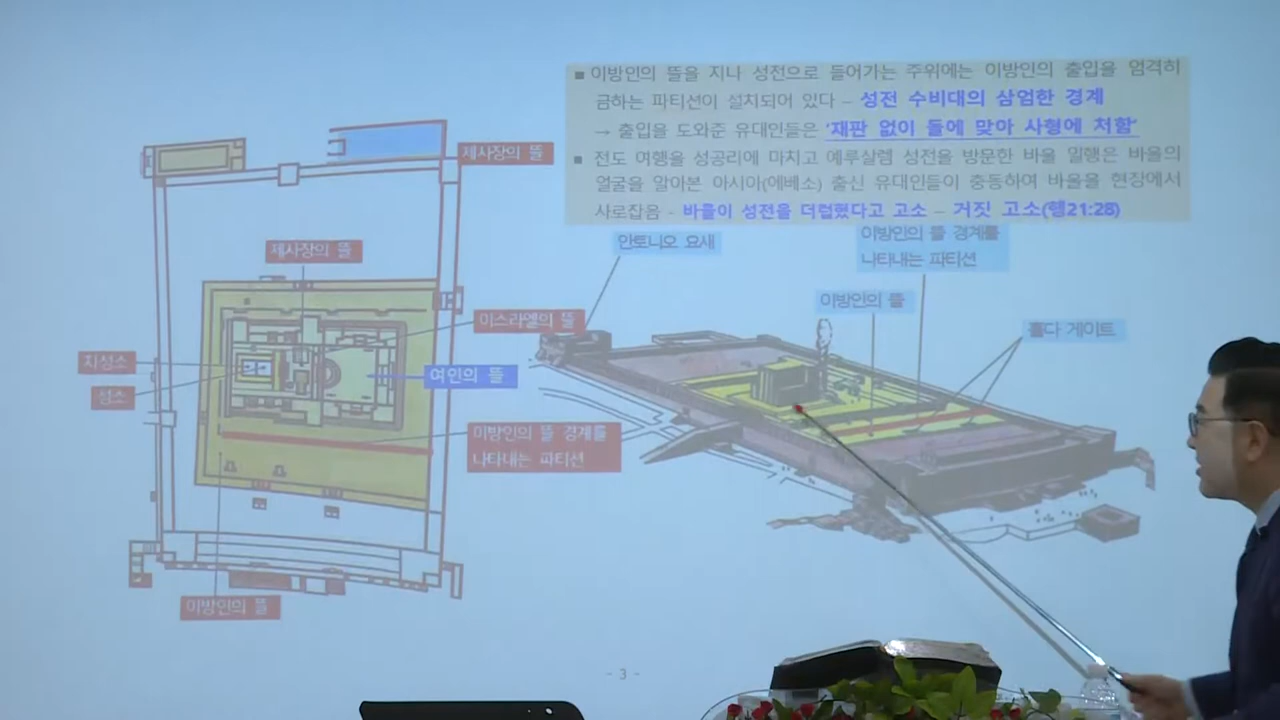 ■ 이방인의 뜰을 지나 성전으로 들어가는 주위에는 이방인의 출입을 엄격히
금하는 파티션이 설치되어 있다 – 성전 수비대의 삼엄한 경계
→ 출입을 도와준 유대인들은 '재판 없이 돌에 맞아 사형에 처함'
■ 전도 여행을 성공리에 마치고 예루살렘 성전을 방문한 바울 일행은 바울의
얼굴을 알아본 아시아(에베소) 출신 유대인들이 충동하여 바울을 현장에서
사로잡음 - 바울이 성전을 더럽혔다고 고소 – 거짓 고소(행21:28)
제사장의 뜰
제사장의 뜰
이스라엘의 뜰
지성소
성소
여인의 뜰
이방인의 뜰 경계를
나타내는 파티션
이방인의 뜰
안토니오 요새
이방인의 뜰 경계를
나타내는 파티션
이방인의 뜰
훌다 게이트
- 3 -